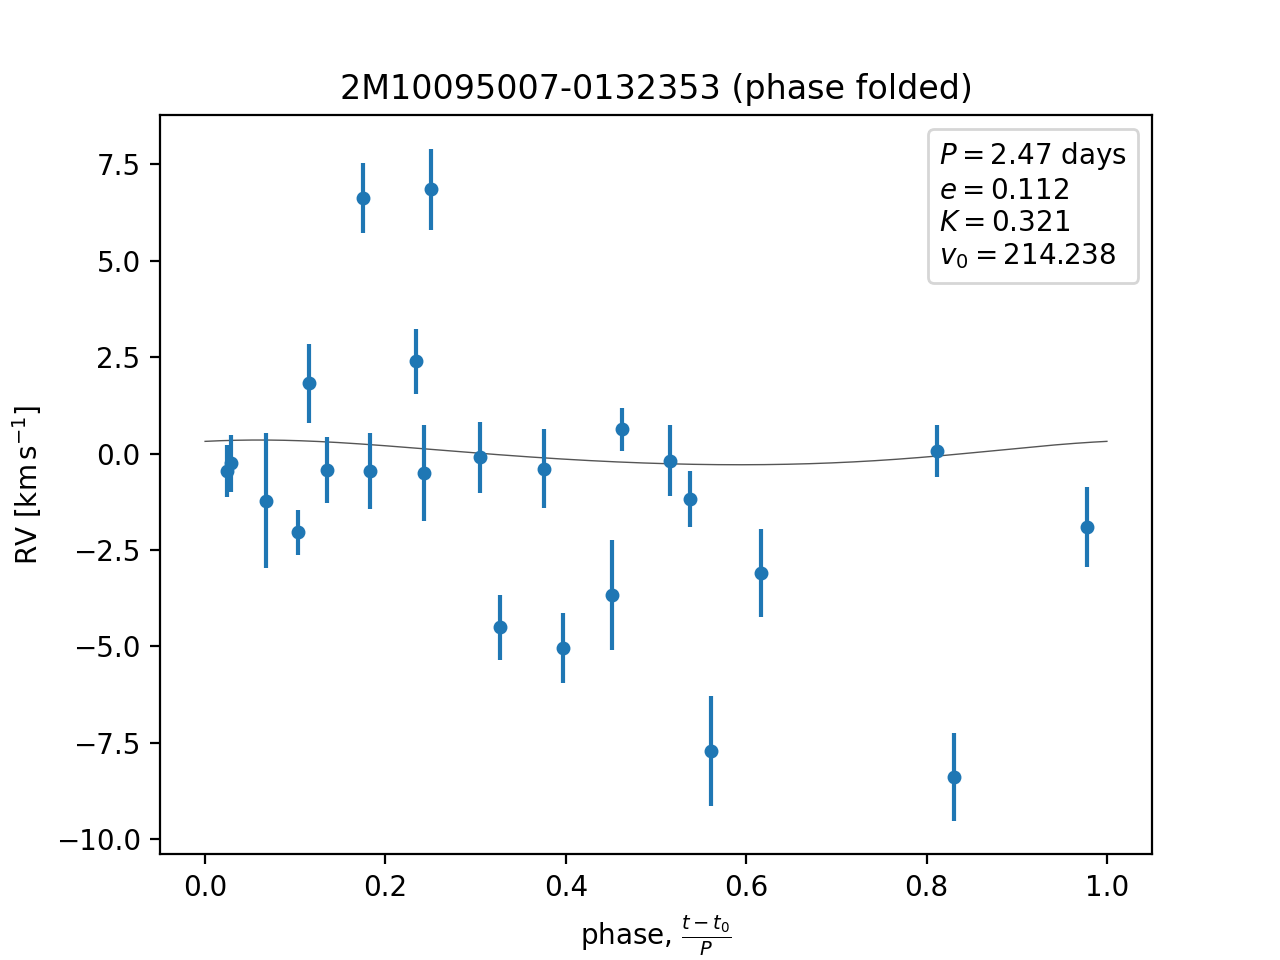 2M10095007-0132353 (phase folded)
P = 2.47 days
e = 0.112
K = 0.321
v₀ = 214.238
7.5
5.0
2.5
0.0
−2.5
−5.0
−7.5
−10.0
RV [km s⁻¹]
0.0 0.2 0.4 0.6 0.8 1.0
phase, (t − t₀)/P